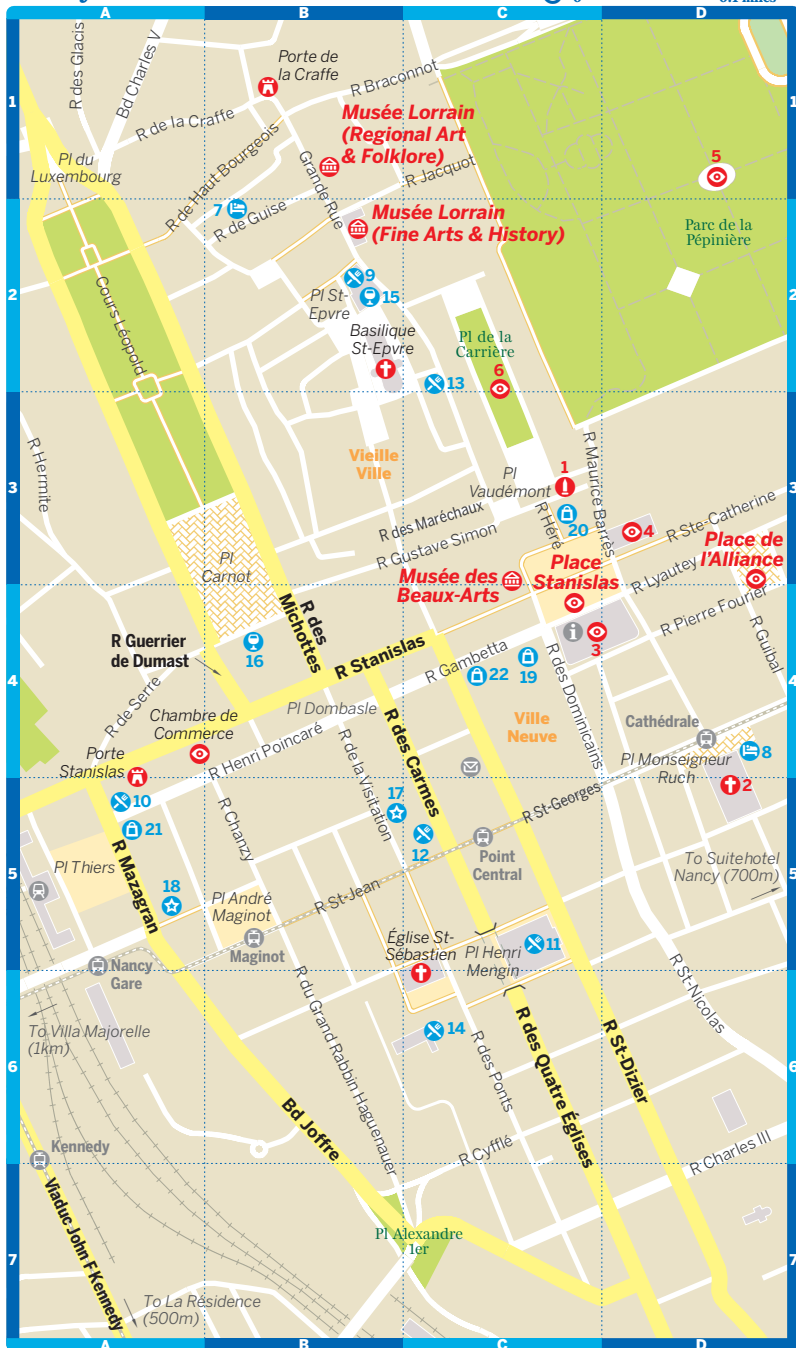 A
B
C
D
1
R des Glacis
Bd Charles V
Porte de
la Craffe
R Braconnot
1
R de la Craffe
Musée Lorrain
(Regional Art
& Folklore)
5
Pl du
Luxembourg
R de Haut Bourgeois
Grande Rue
R Jacquot
7
R de Guise
Musée Lorrain
(Fine Arts & History)
Parc de la
Pépinière
2
Cours Léopold
9
Pl St-
Epvre
15
2
Basilique
St-Epvre
Pl de la
Carrière
6
13
R Hermite
Vieille
Ville
1
Pl
Vaudémont
R Maurice Barrès
3
R des Maréchaux
R Héré
20
R Ste-Catherine
4
3
Pl
Carnot
R Gustave Simon
Place de
l'Alliance
Musée des
Beaux-Arts
Place
Stanislas
R Lyautey
R des
Michottes
R Pierre Fourier
R Guibal
R Guerrier
de Dumast
16
R Stanislas
R Gambetta
3
22
19
4
R de Serre
Pl Dombasle
R des Dominicains
4
Chambre de
Commerce
Ville
Neuve
Cathédrale
Porte
Stanislas
R Henri Poincaré
R de la Visitation
R des Carmes
Pl Monseigneur
Ruch
8
2
10
21
R Chanzy
17
R St-Georges
12
Point
Central
5
Pl Thiers
R Mazagran
18
Pl André
Maginot
R St-Jean
To Suitehotel
Nancy (700m)
5
Maginot
Église St-
Sébastien
Pl Henri
Mengin
11
Nancy
Gare
R St-Nicolas
To Villa Majorelle
(1km)
R du Grand Rabbin Haguenauer
14
R des Ponts
R des Quatre Églises
R St-Dizier
6
6
Bd Joffre
Kennedy
R Cyfflé
R Charles III
Viaduc John F Kennedy
Pl Alexandre
1er
7
7
To La Résidence
(500m)
A
B
C
D